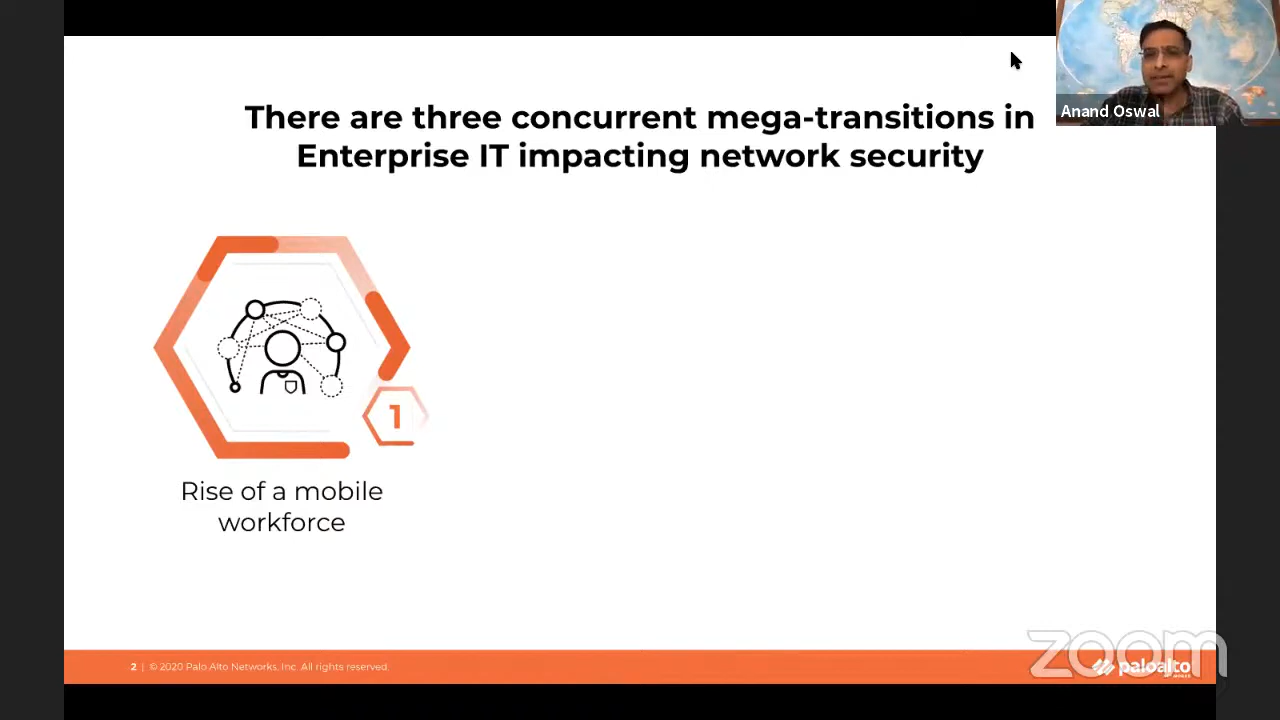 There are three concurrent mega-transitions in
Enterprise IT impacting network security
Anand Oswal
1
Rise of a mobile
workforce
2 | © 2020 Palo Alto Networks, Inc. All rights reserved.
zoom
paloalto